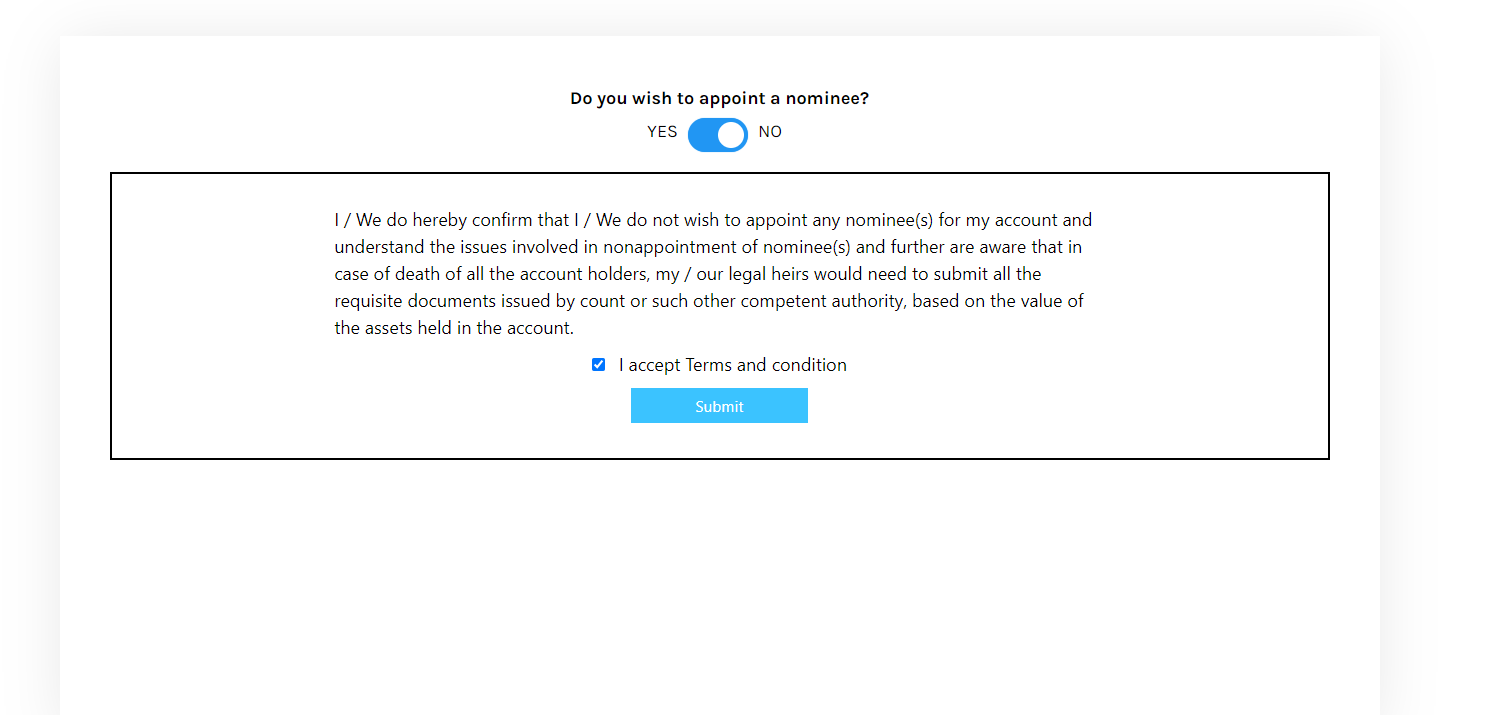 Do you wish to appoint a nominee?
YES NO
I / We do hereby confirm that I / We do not wish to appoint any nominee(s) for my account and
understand the issues involved in nonappointment of nominee(s) and further are aware that in
case of death of all the account holders, my / our legal heirs would need to submit all the
requisite documents issued by count or such other competent authority, based on the value of
the assets held in the account.
I accept Terms and condition
Submit